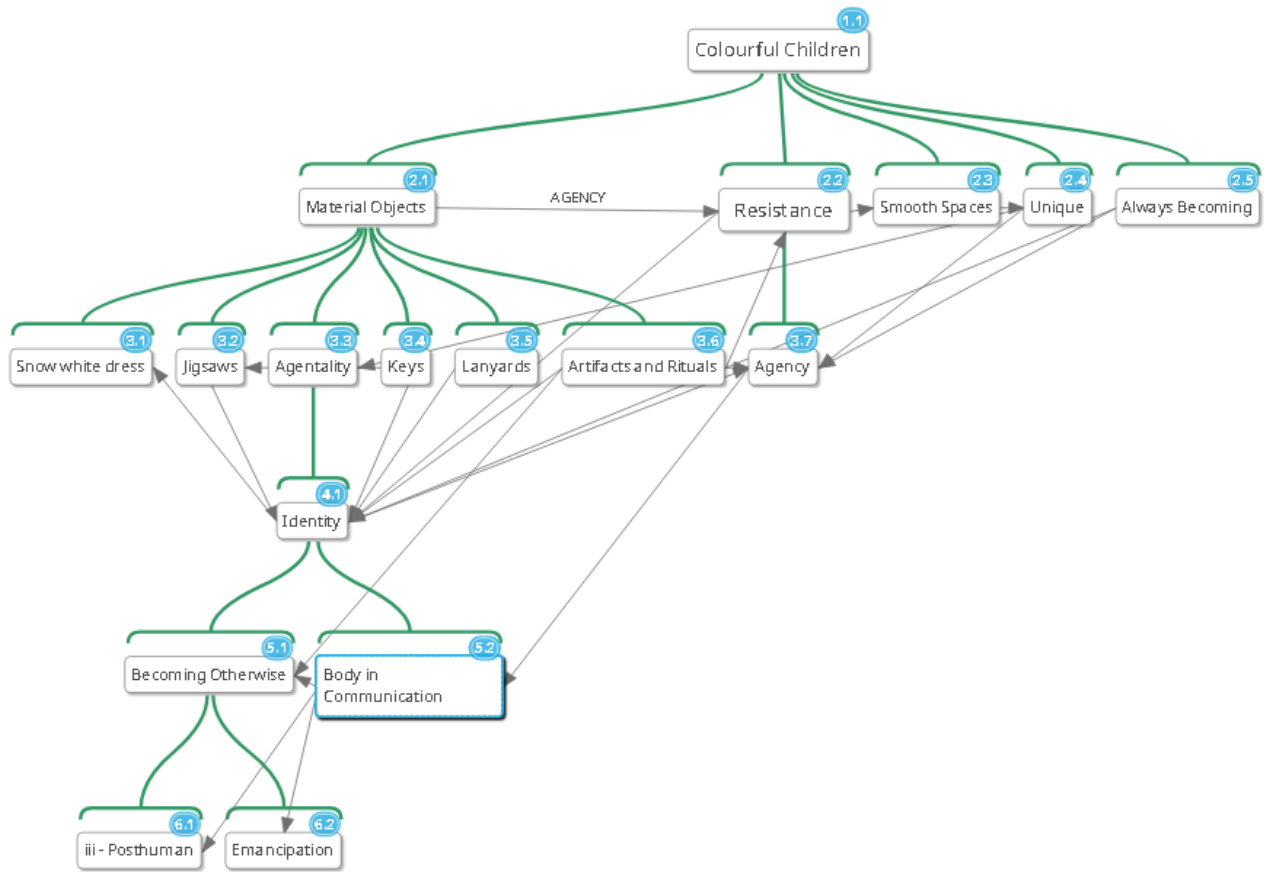 1.1
Colourful Children
2.1
2.2
2.3
2.4
2.5
Material Objects
AGENCY
Resistance
Smooth Spaces
Unique
Always Becoming
3.1
3.2
3.3
3.4
3.5
3.6
3.7
Snow white dress
Jigsaws
Agentality
Keys
Lanyards
Artifacts and Rituals
Agency
4.1
Identity
5.1
5.2
Becoming Otherwise
Body in
Communication
6.1
6.2
iii - Posthuman
Emancipation